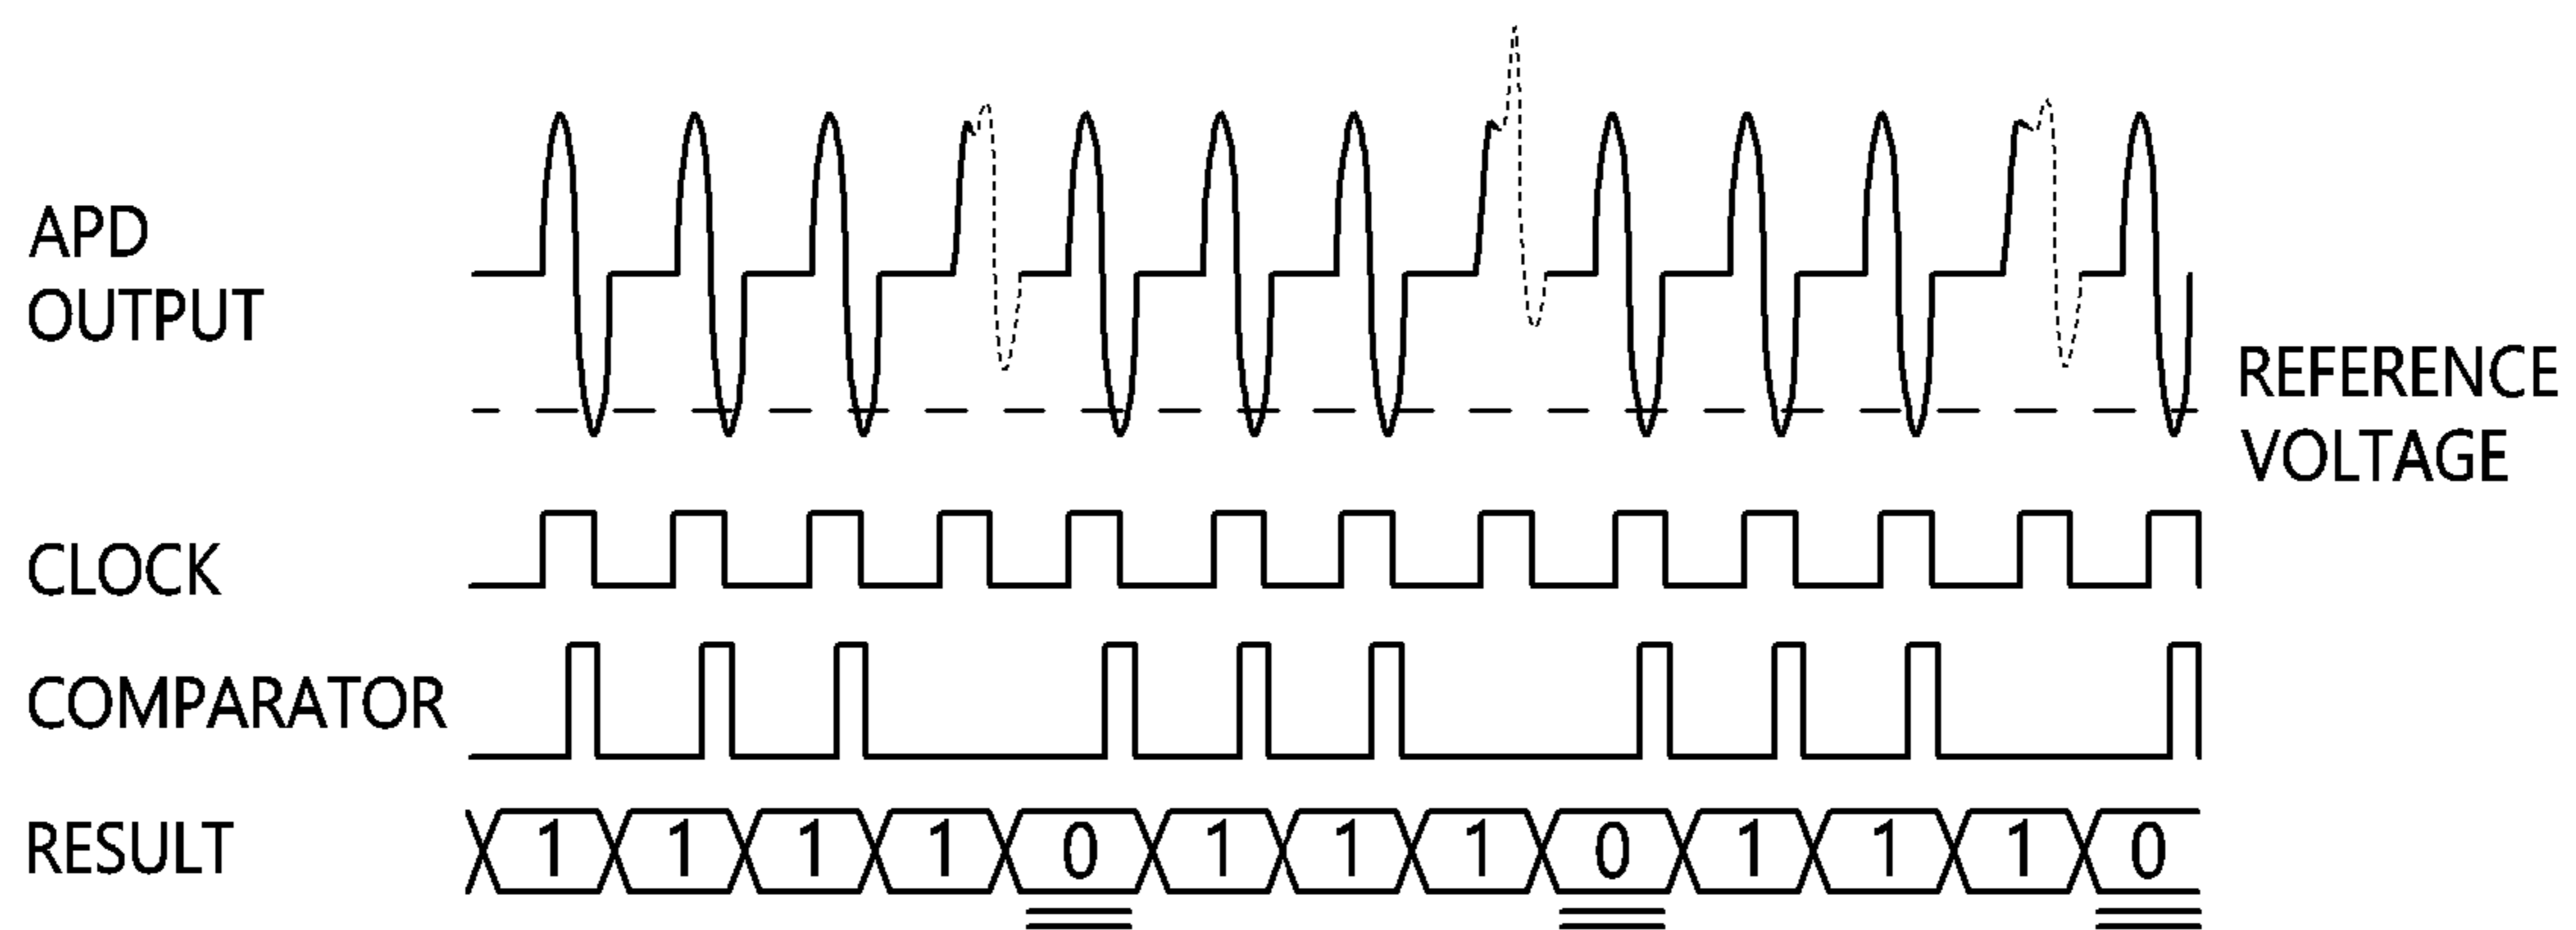 APD
OUTPUT
REFERENCE
VOLTAGE
CLOCK
COMPARATOR
RESULT 1 1 1 1 0 1 1 1 0 1 1 1 0